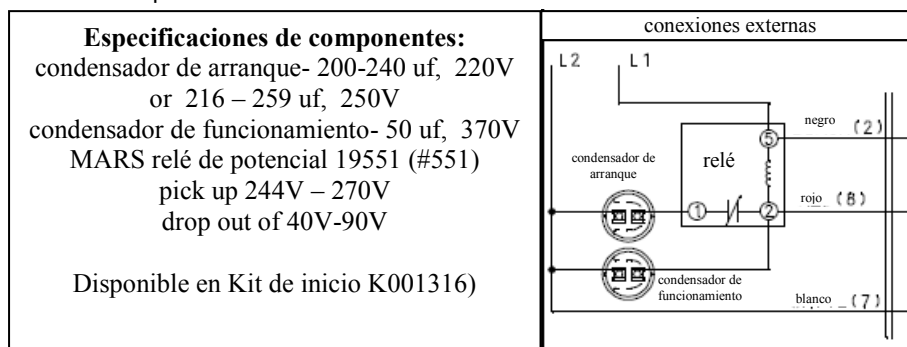 Especificaciones de componentes:
condensador de arranque- 200-240 uf, 220V
or 216 – 259 uf, 250V
condensador de funcionamiento- 50 uf, 370V
MARS relé de potencial 19551 (#551)
pick up 244V – 270V
drop out of 40V-90V
Disponible en Kit de inicio K001316)
conexiones externas
L2 L1
negro (2)
5
condensador de
arranque
relé
rojo (8)
1 2
condensador de
funcionamiento
blanco (7)